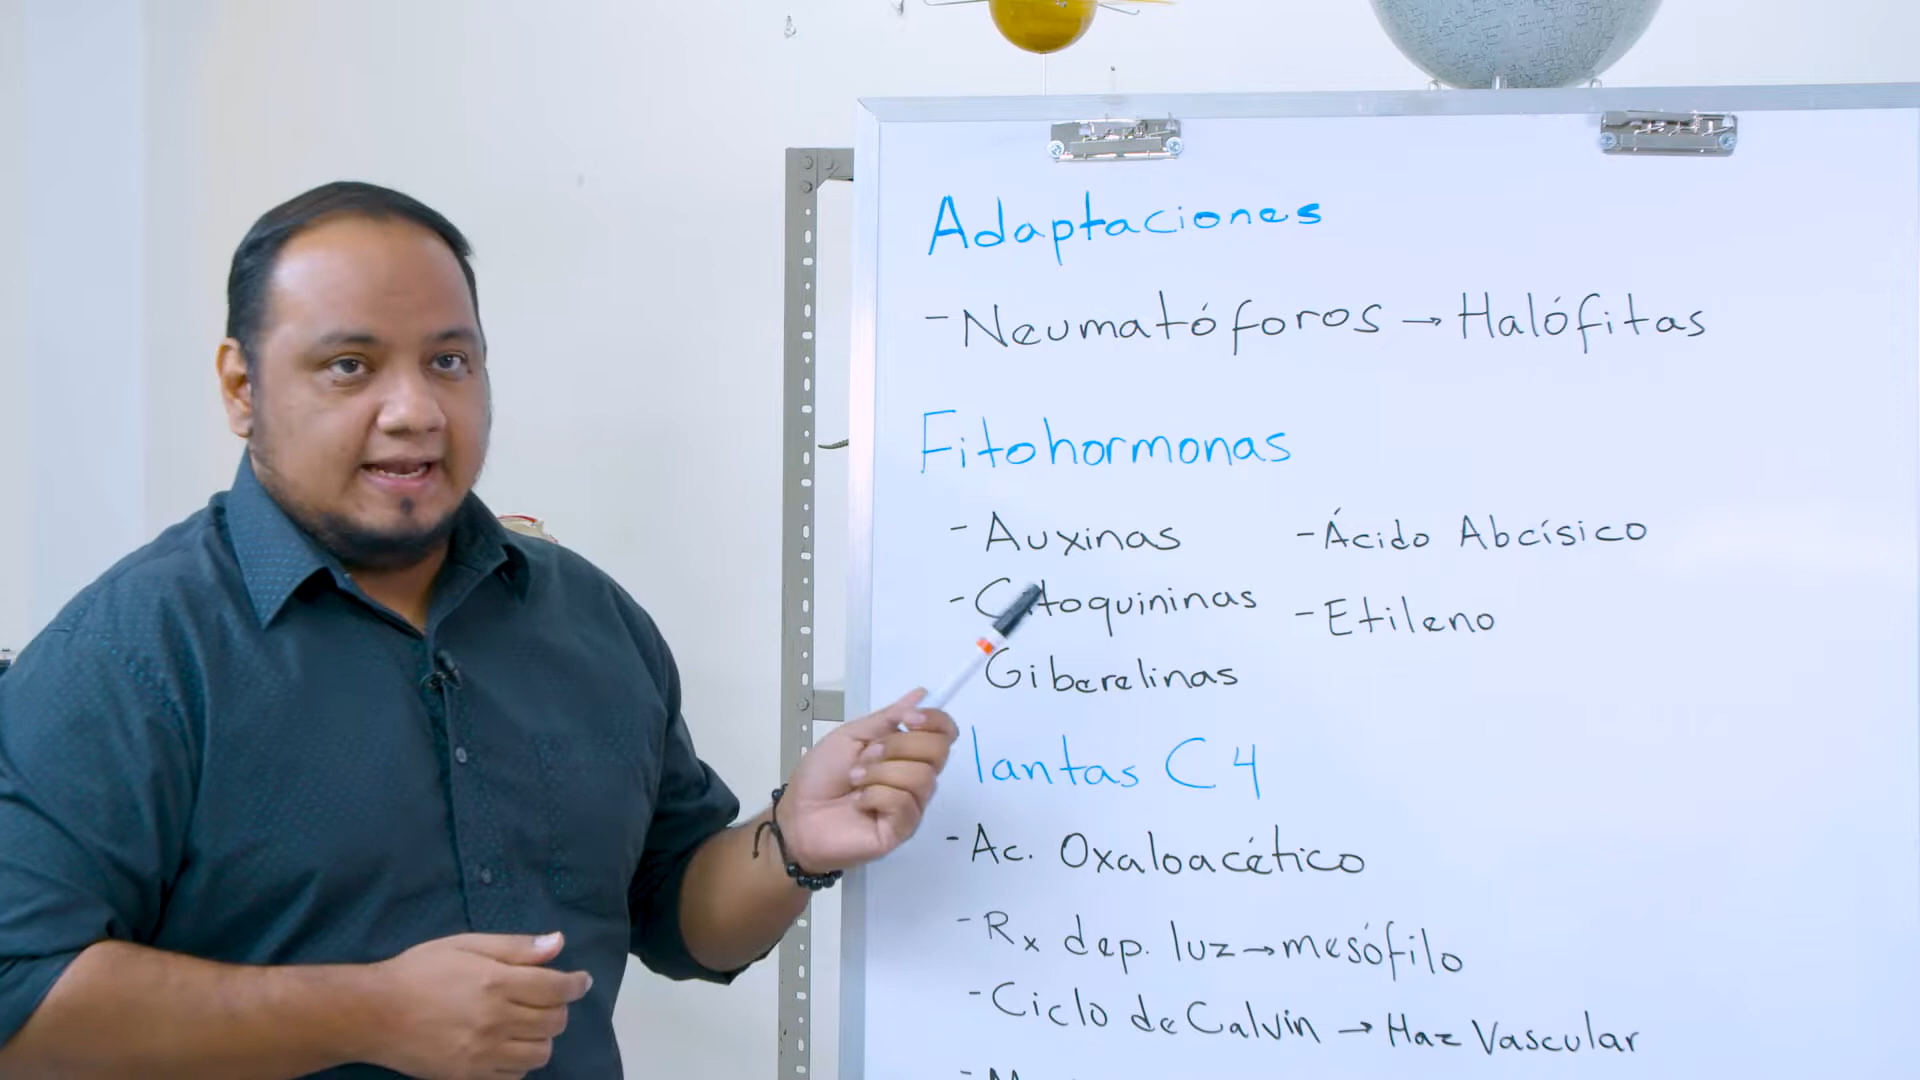 Adaptaciones
- Neumatóforos → Halófitas
Fitohormonas
- Auxinas - Ácido Abcísico
- Citoquininas - Etileno
Giberelinas
lantas C4
- Ac. Oxaloacético
- Rx dep. luz → mesófilo
- Ciclo de Calvin → Haz Vascular